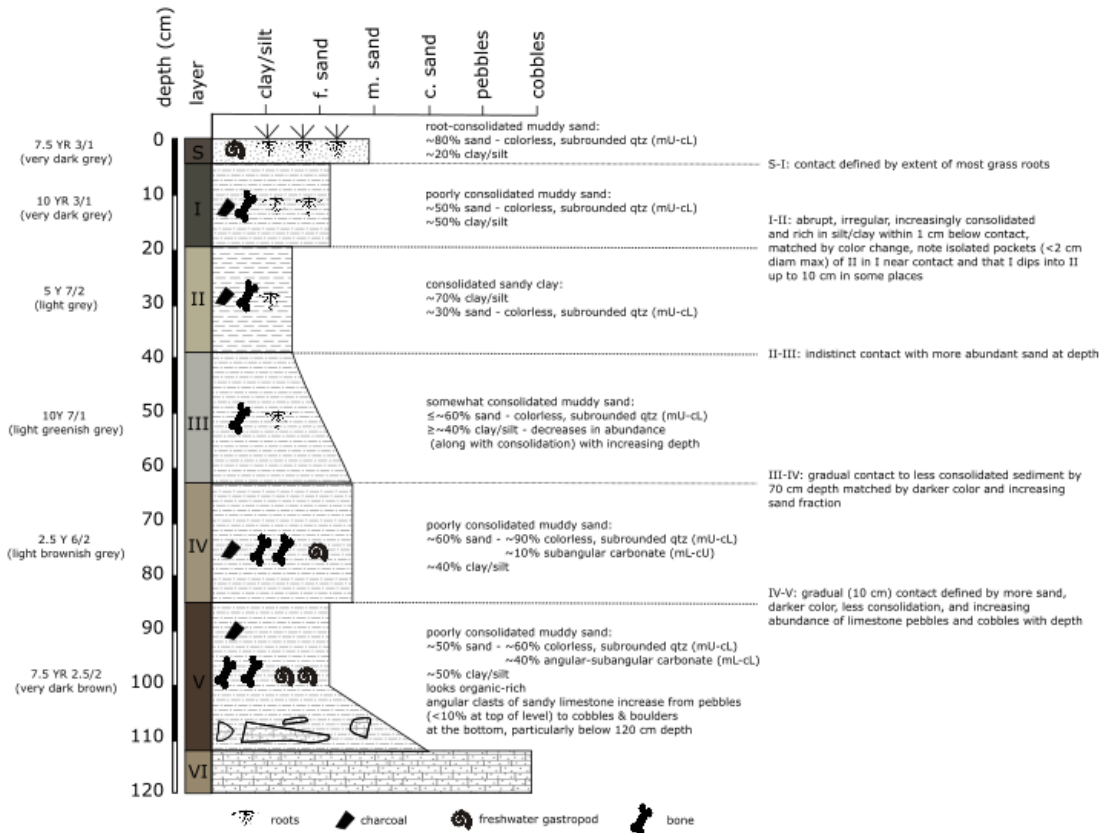 depth (cm)
layer
clay/silt
f. sand
m. sand
c. sand
pebbles
cobbles
0
10
20
30
40
50
60
70
80
90
100
110
120
7.5 YR 3/1
(very dark grey)
S
root-consolidated muddy sand:
~80% sand - colorless, subrounded qtz (mU-cL)
~20% clay/silt
S-I: contact defined by extent of most grass roots
10 YR 3/1
(very dark grey)
I
poorly consolidated muddy sand:
~50% sand - colorless, subrounded qtz (mU-cL)
~50% clay/silt
I-II: abrupt, irregular, increasingly consolidated
and rich in silt/clay within 1 cm below contact,
matched by color change, note isolated pockets (<2 cm
diam max) of II in I near contact and that I dips into II
up to 10 cm in some places
5 Y 7/2
(light grey)
II
consolidated sandy clay:
~70% clay/silt
~30% sand - colorless, subrounded qtz (mU-cL)
II-III: indistinct contact with more abundant sand at depth
10Y 7/1
(light greenish grey)
III
somewhat consolidated muddy sand:
≤~60% sand - colorless, subrounded qtz (mU-cL)
≥~40% clay/silt - decreases in abundance
(along with consolidation) with increasing depth
III-IV: gradual contact to less consolidated sediment by
70 cm depth matched by darker color and increasing
sand fraction
2.5 Y 6/2
(light brownish grey)
IV
poorly consolidated muddy sand:
~60% sand - ~90% colorless, subrounded qtz (mU-cL)
~10% subangular carbonate (mL-cU)
~40% clay/silt
IV-V: gradual (10 cm) contact defined by more sand,
darker color, less consolidation, and increasing
abundance of limestone pebbles and cobbles with depth
7.5 YR 2.5/2
(very dark brown)
V
poorly consolidated muddy sand:
~50% sand - ~60% colorless, subrounded qtz (mU-cL)
~40% angular-subangular carbonate (mL-cL)
~50% clay/silt
looks organic-rich
angular clasts of sandy limestone increase from pebbles
(<10% at top of level) to cobbles & boulders
at the bottom, particularly below 120 cm depth
VI
roots
charcoal
freshwater gastropod
bone